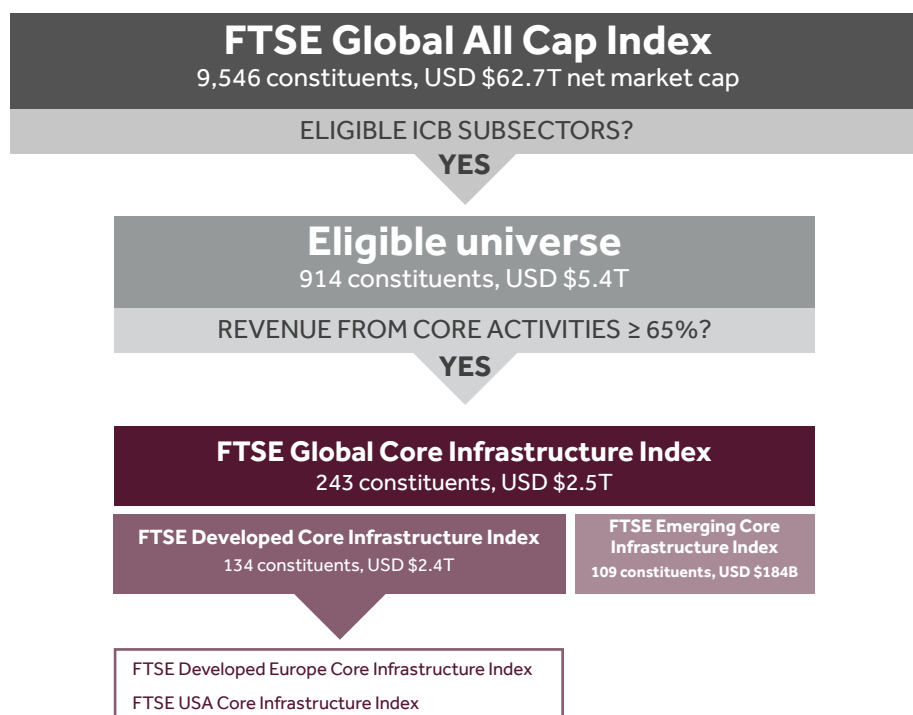 FTSE Global All Cap Index
9,546 constituents, USD $62.7T net market cap
ELIGIBLE ICB SUBSECTORS?
YES
Eligible universe
914 constituents, USD $5.4T
REVENUE FROM CORE ACTIVITIES ≥ 65%?
YES
FTSE Global Core Infrastructure Index
243 constituents, USD $2.5T
FTSE Developed Core Infrastructure Index
134 constituents, USD $2.4T
FTSE Emerging Core
Infrastructure Index
109 constituents, USD $184B
FTSE Developed Europe Core Infrastructure Index
FTSE USA Core Infrastructure Index